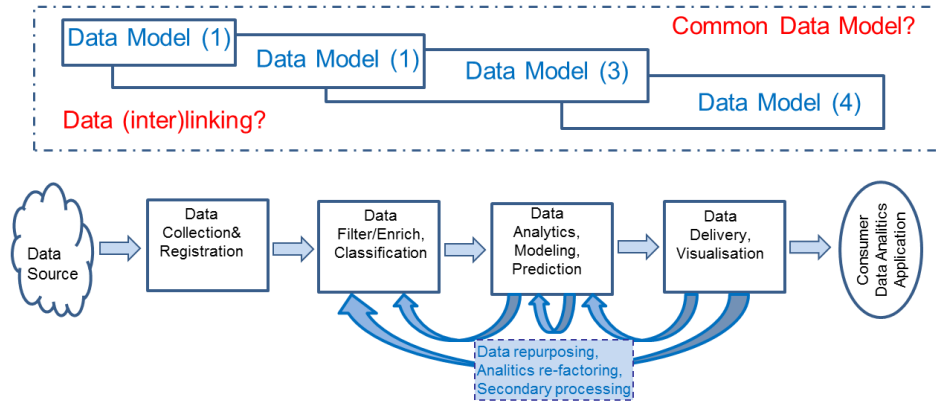 Common Data Model?
Data Model (1)
Data Model (1)
Data Model (3)
Data Model (4)
Data (inter)linking?
Data
Source
Data
Collection&
Registration
Data
Filter/Enrich,
Classification
Data
Analytics,
Modeling,
Prediction
Data
Delivery,
Visualisation
Consumer
Data Analitics
Application
Data repurposing,
Analitics re-factoring,
Secondary processing